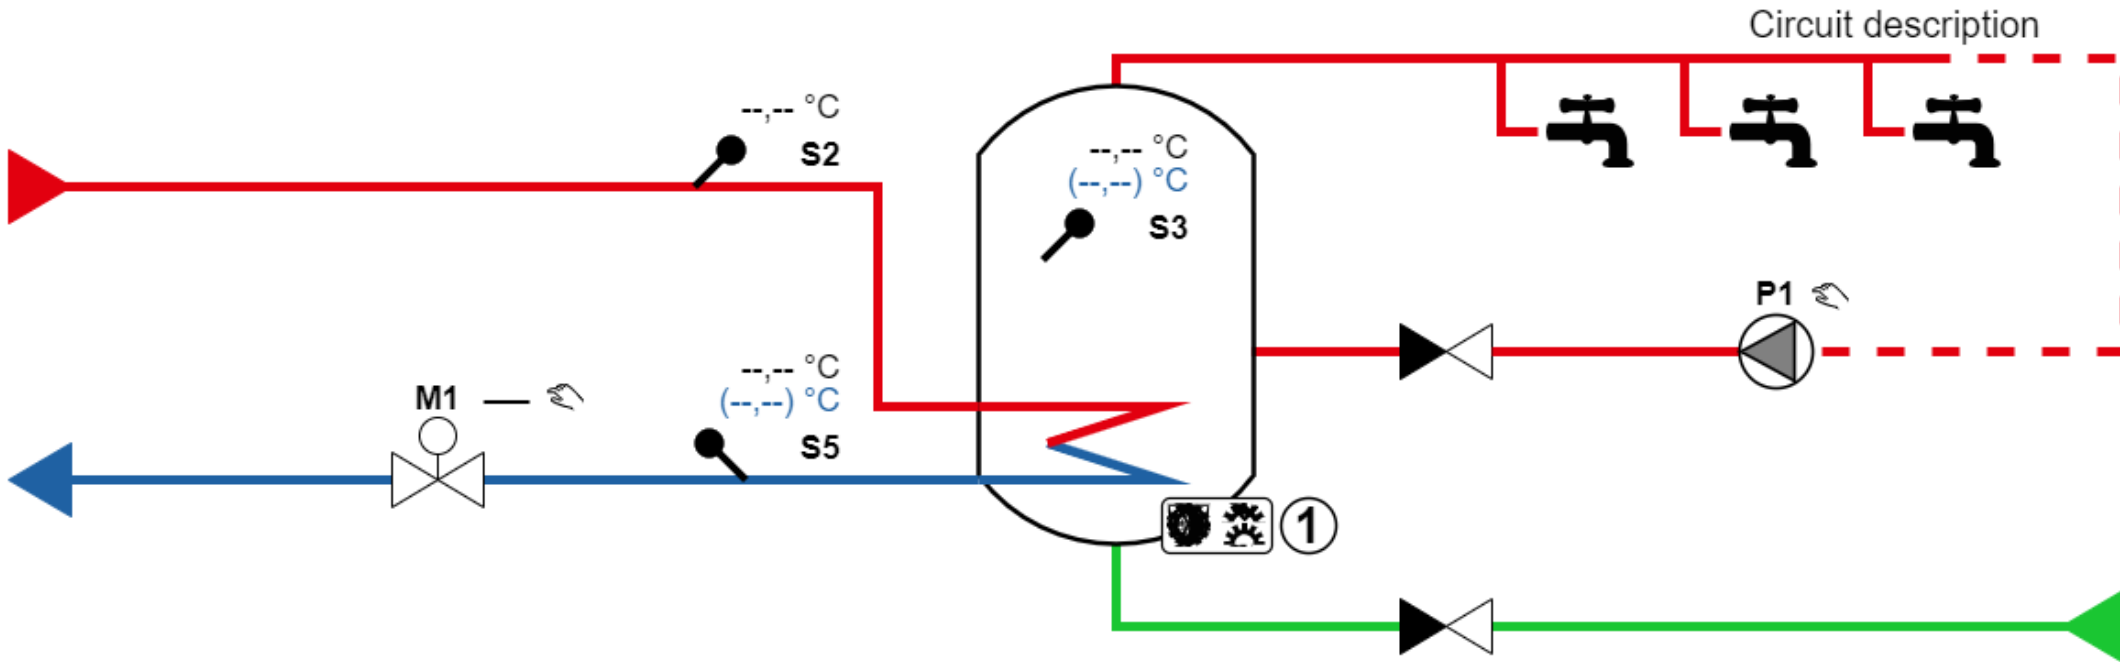 Circuit description
--,-- °C
S2
--,-- °C
(--,--) °C
S3
P1
--,-- °C
(--,--) °C
S5
M1
1